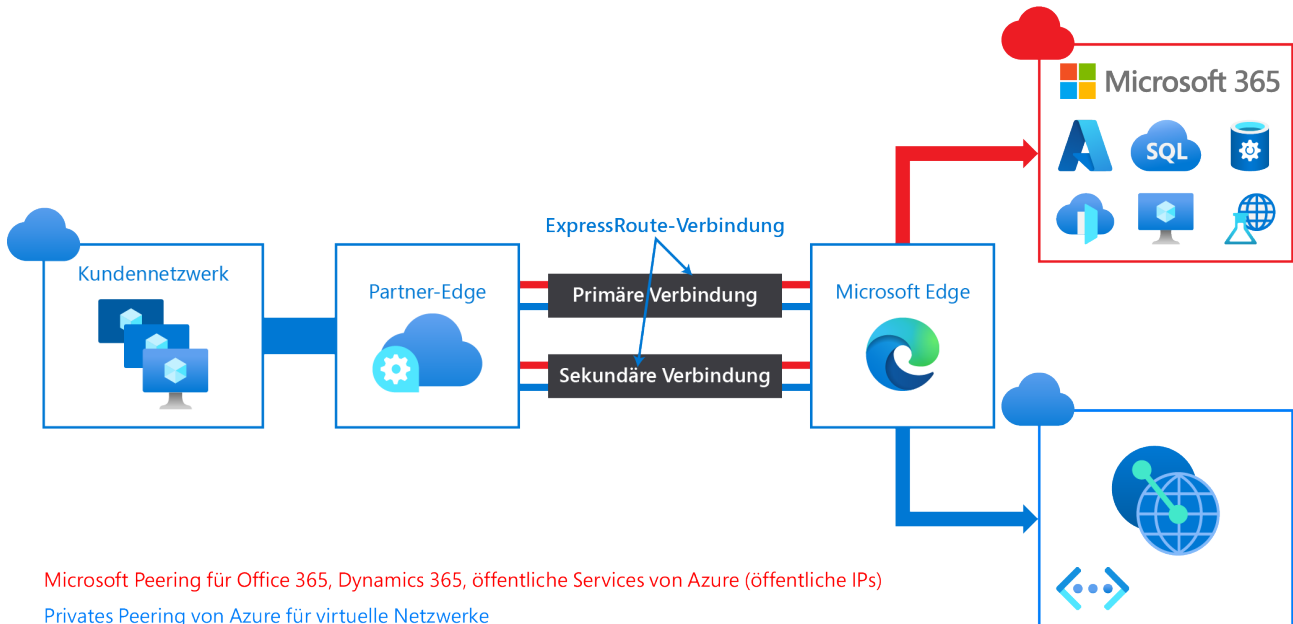 Microsoft 365
SQL
ExpressRoute-Verbindung
Kundennetzwerk
Partner-Edge
Primäre Verbindung
Microsoft Edge
Sekundäre Verbindung
Microsoft Peering für Office 365, Dynamics 365, öffentliche Services von Azure (öffentliche IPs)
Privates Peering von Azure für virtuelle Netzwerke